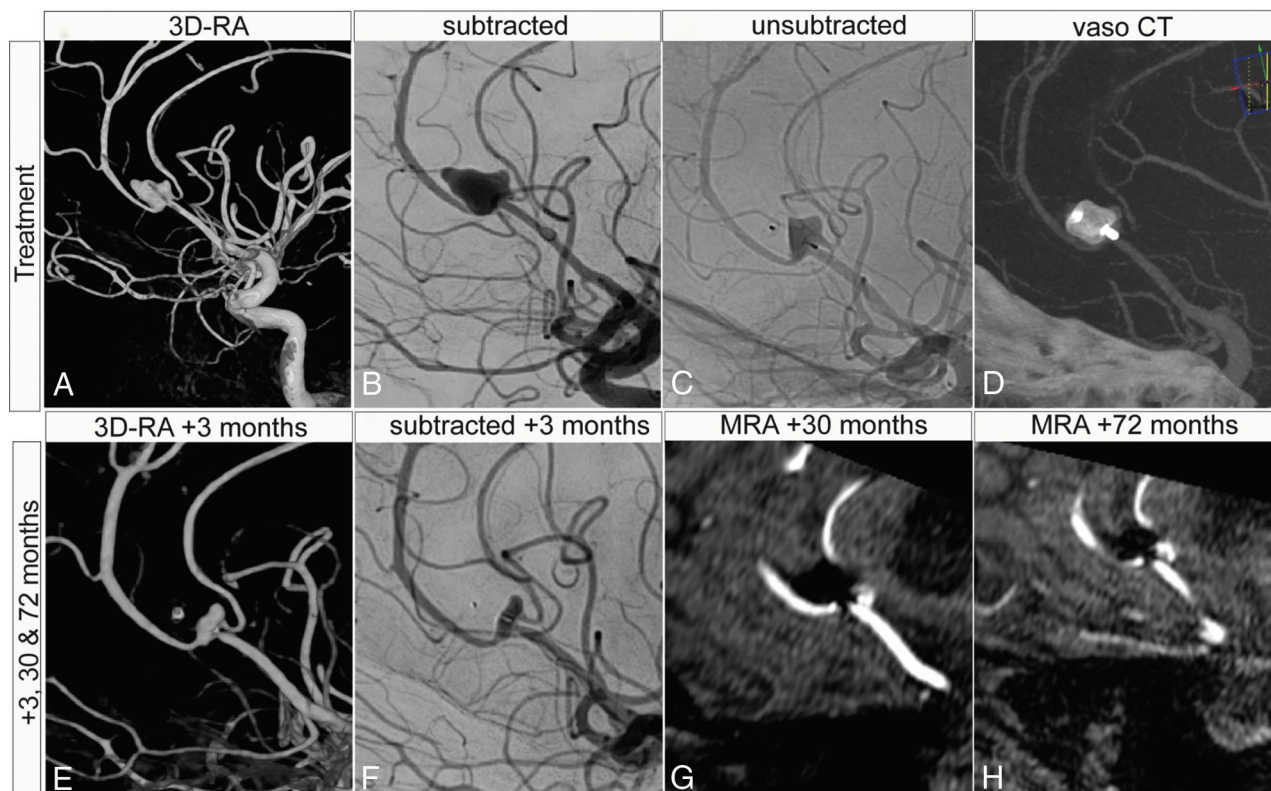 3D-RA
subtracted
unsubtracted
vaso CT
Treatment
A
B
C
D
3D-RA +3 months
subtracted +3 months
MRA +30 months
MRA +72 months
+3, 30 & 72 months
E
F
G
H